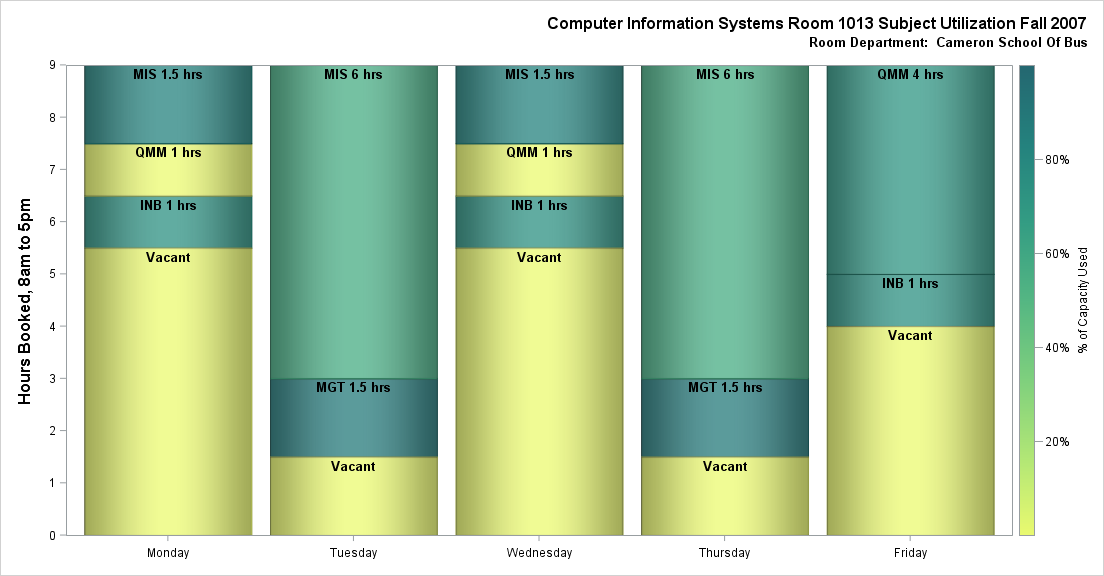 Computer Information Systems Room 1013 Subject Utilization Fall 2007
Room Department:  Cameron School Of Bus
Hours Booked, 8am to 5pm
9
8
7
6
5
4
3
2
1
0
MIS 1.5 hrs
QMM 1 hrs
INB 1 hrs
Vacant
MIS 6 hrs
MGT 1.5 hrs
Vacant
MIS 1.5 hrs
QMM 1 hrs
INB 1 hrs
Vacant
MIS 6 hrs
MGT 1.5 hrs
Vacant
QMM 4 hrs
INB 1 hrs
Vacant
Monday
Tuesday
Wednesday
Thursday
Friday
80%
60%
40%
20%
% of Capacity Used